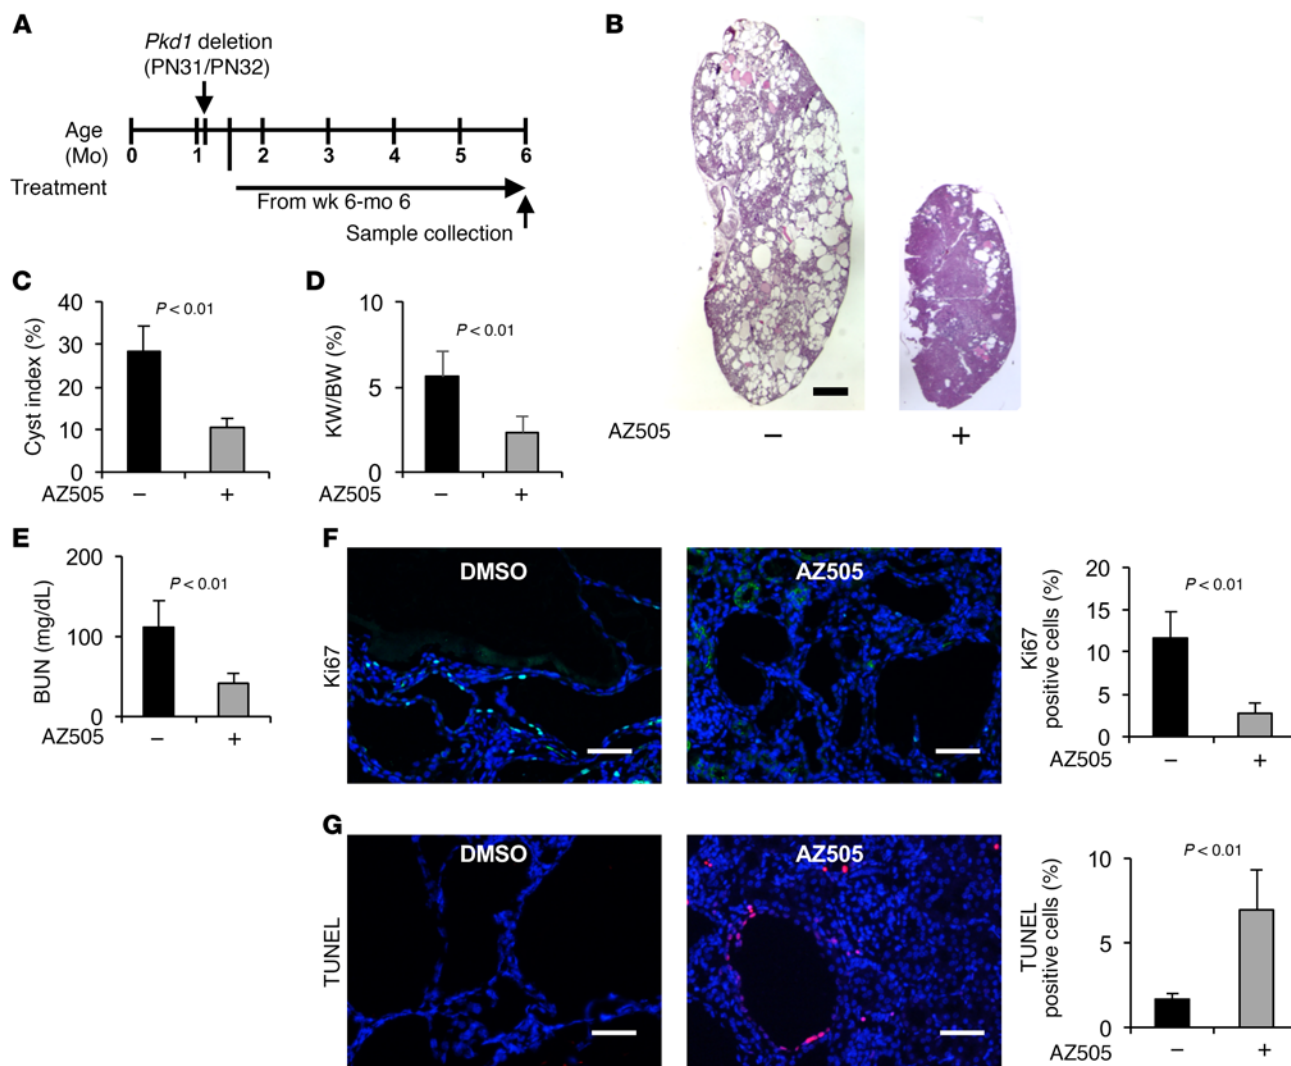 A
Pkd1 deletion
(PN31/PN32)
Age
(Mo)
0 1 2 3 4 5 6
Treatment
From wk 6-mo 6
Sample collection
B
AZ505
– +
C
Cyst index (%)
40
30
20
10
0
P < 0.01
AZ505 – +
D
KW/BW (%)
10
5
0
P < 0.01
AZ505 – +
E
BUN (mg/dL)
200
100
0
P < 0.01
AZ505 – +
F
Ki67
DMSO
AZ505
Ki67
positive cells (%)
20
15
10
5
0
P < 0.01
AZ505 – +
G
TUNEL
DMSO
AZ505
TUNEL
positive cells (%)
10
5
0
P < 0.01
AZ505 – +